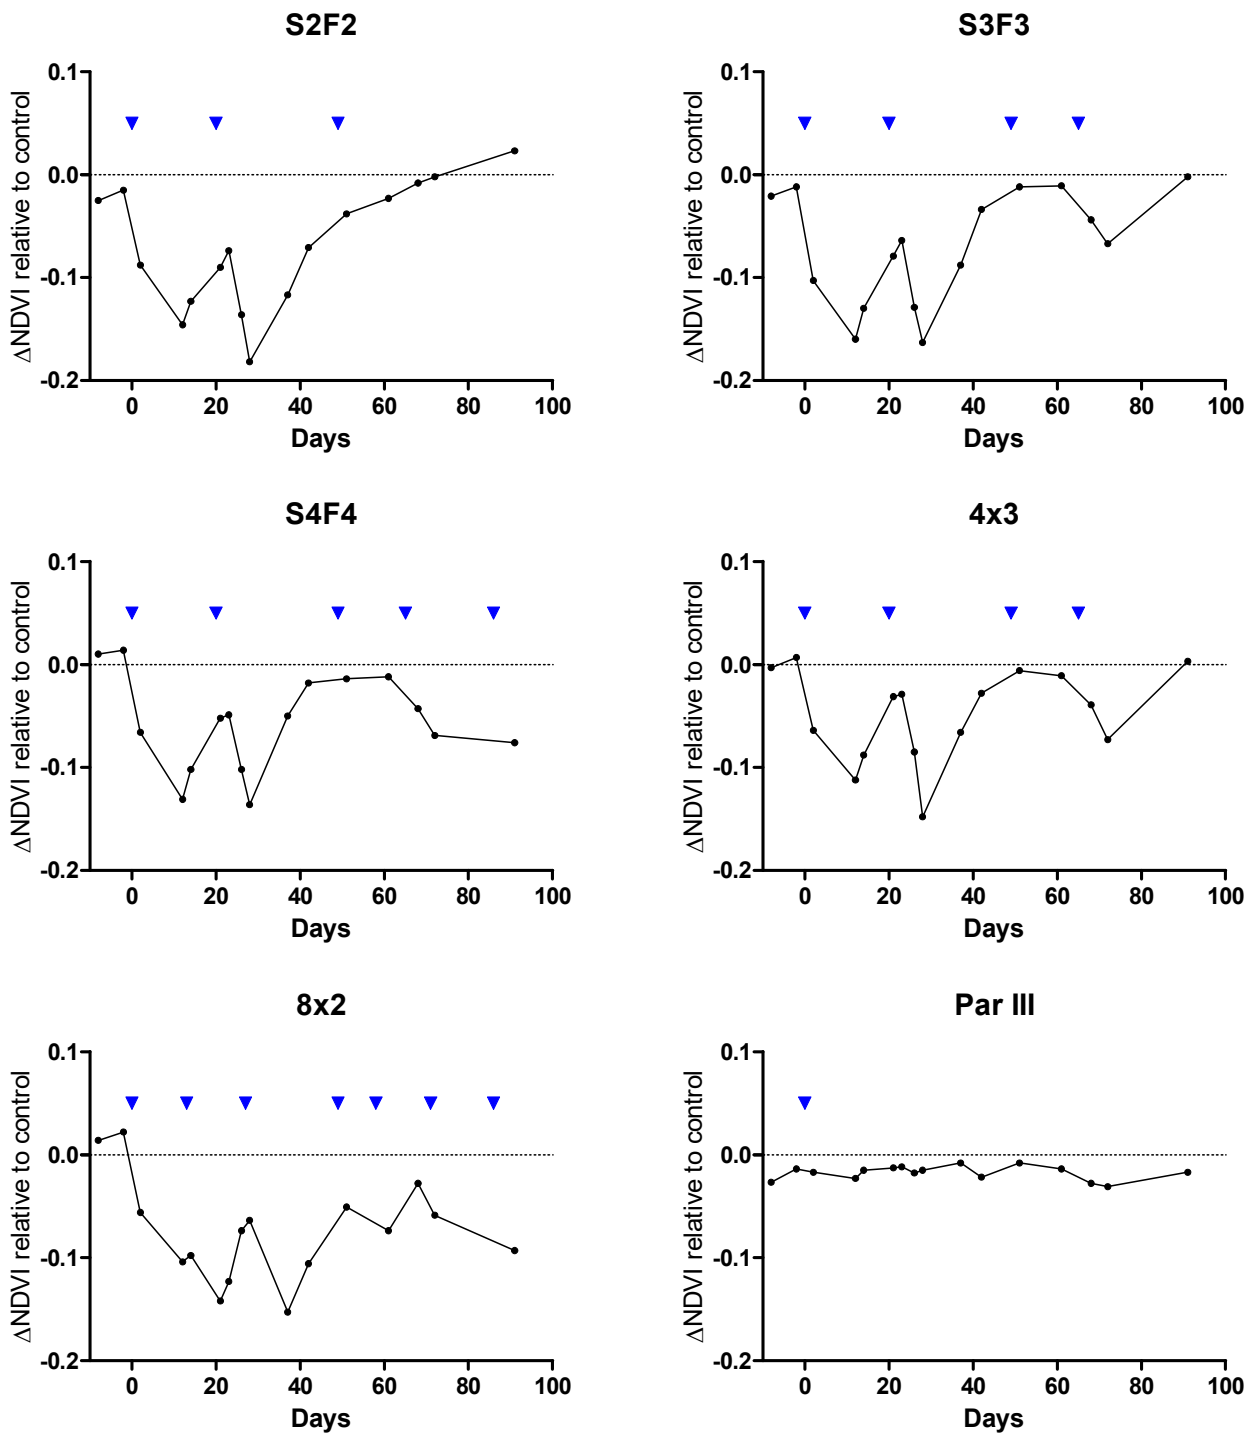 S2F2
0.1
0.0
-0.1
-0.2
ΔNDVI relative to control
0 20 40 60 80 100
Days
S3F3
0.1
0.0
-0.1
-0.2
ΔNDVI relative to control
0 20 40 60 80 100
Days
S4F4
0.1
0.0
-0.1
-0.2
ΔNDVI relative to control
0 20 40 60 80 100
Days
4x3
0.1
0.0
-0.1
-0.2
ΔNDVI relative to control
0 20 40 60 80 100
Days
8x2
0.1
0.0
-0.1
-0.2
ΔNDVI relative to control
0 20 40 60 80 100
Days
Par III
0.1
0.0
-0.1
-0.2
ΔNDVI relative to control
0 20 40 60 80 100
Days